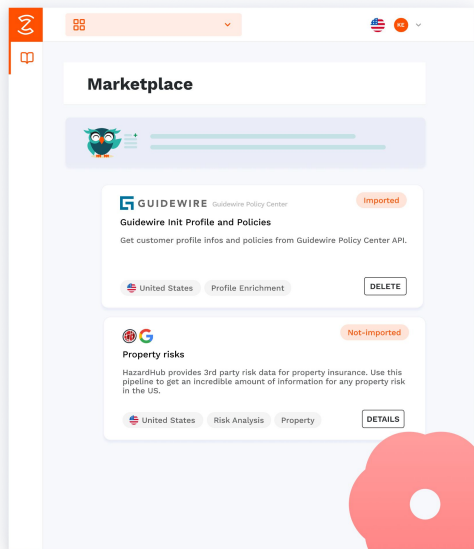 KE
Marketplace
GUIDEWIRE Guidewire Policy Center
Imported
Guidewire Init Profile and Policies
Get customer profile infos and policies from Guidewire Policy Center API.
United States Profile Enrichment
DELETE
Not-imported
Property risks
HazardHub provides 3rd party risk data for property insurance. Use this
pipeline to get an incredible amount of information for any property risk
in the US.
United States Risk Analysis Property
DETAILS